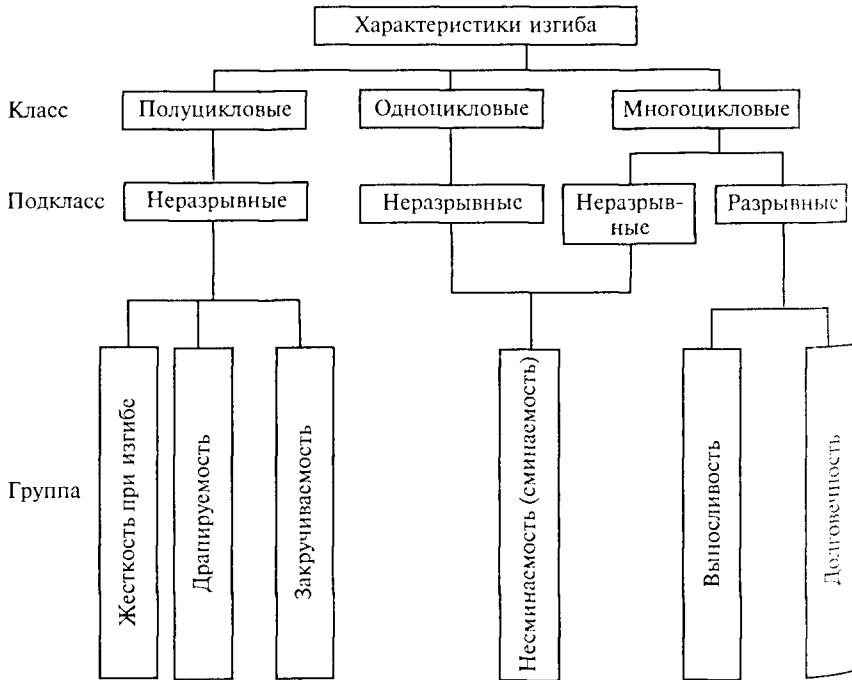 Характеристики изгиба
Класс
Полуцикловые
Одноцикловые
Многоцикловые
Подкласс
Неразрывные
Неразрывные
Неразрыв-
ные
Разрывные
Группа
Жесткость при изгибе
Драпируемость
Закручиваемость
Несминаемость (сминаемость)
Выносливость
Долговечность